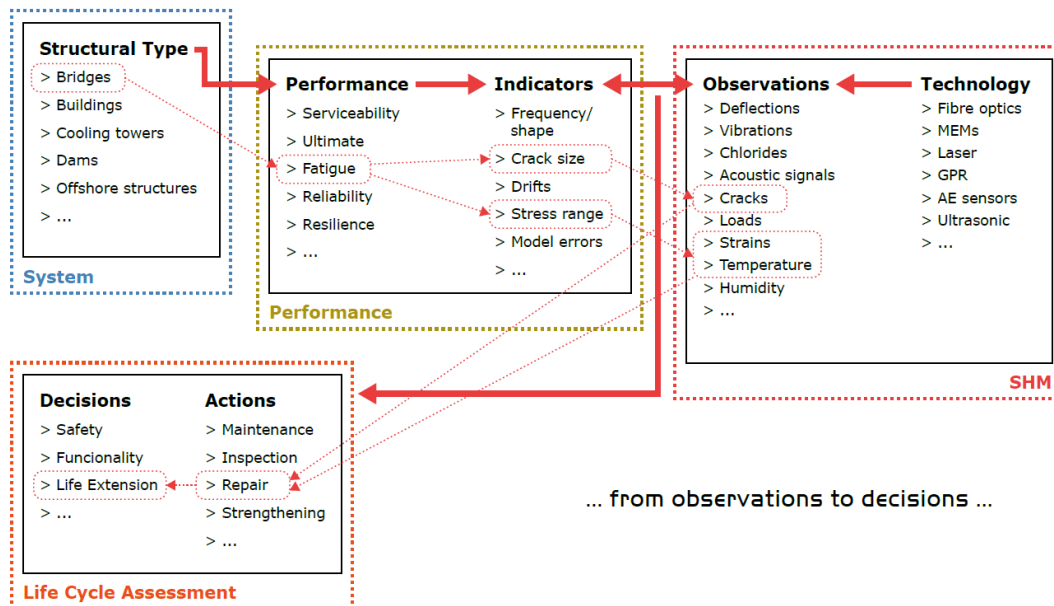 Structural Type
> Bridges
> Buildings
> Cooling towers
> Dams
> Offshore structures
> ...
System
Performance
> Serviceability
> Ultimate
> Fatigue
> Reliability
> Resilience
> ...
Indicators
> Frequency/
shape
> Crack size
> Drifts
> Stress range
> Model errors
> ...
Performance
Observations
> Deflections
> Vibrations
> Chlorides
> Acoustic signals
> Cracks
> Loads
> Strains
> Temperature
> Humidity
> ...
Technology
> Fibre optics
> MEMs
> Laser
> GPR
> AE sensors
> Ultrasonic
> ...
SHM
Decisions
> Safety
> Funcionality
> Life Extension
> ...
Actions
> Maintenance
> Inspection
> Repair
> Strengthening
> ...
Life Cycle Assessment
... from observations to decisions ...